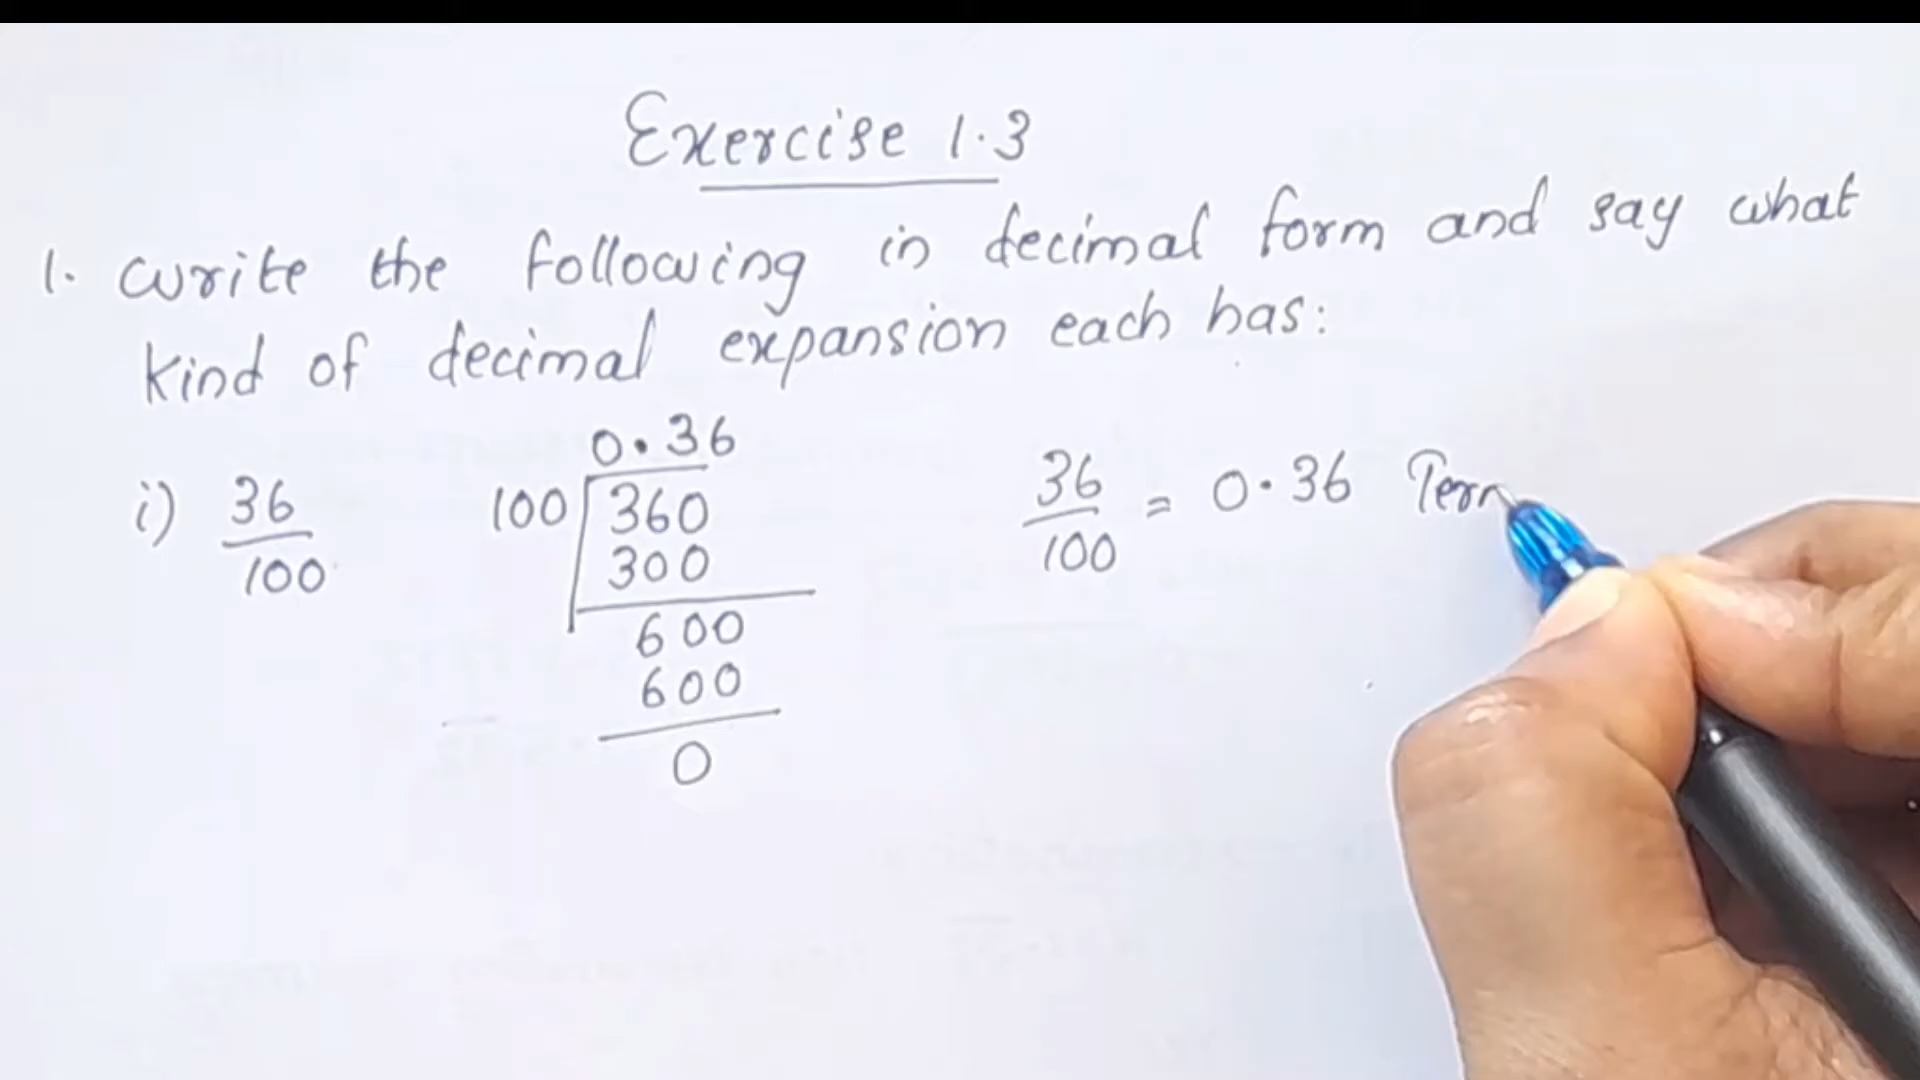 Exercise 1.3
1. Write the following in decimal form and say what
kind of decimal expansion each has:
i) 36/100
0.36
100 360
300
600
600
0
36/100 = 0.36 Term